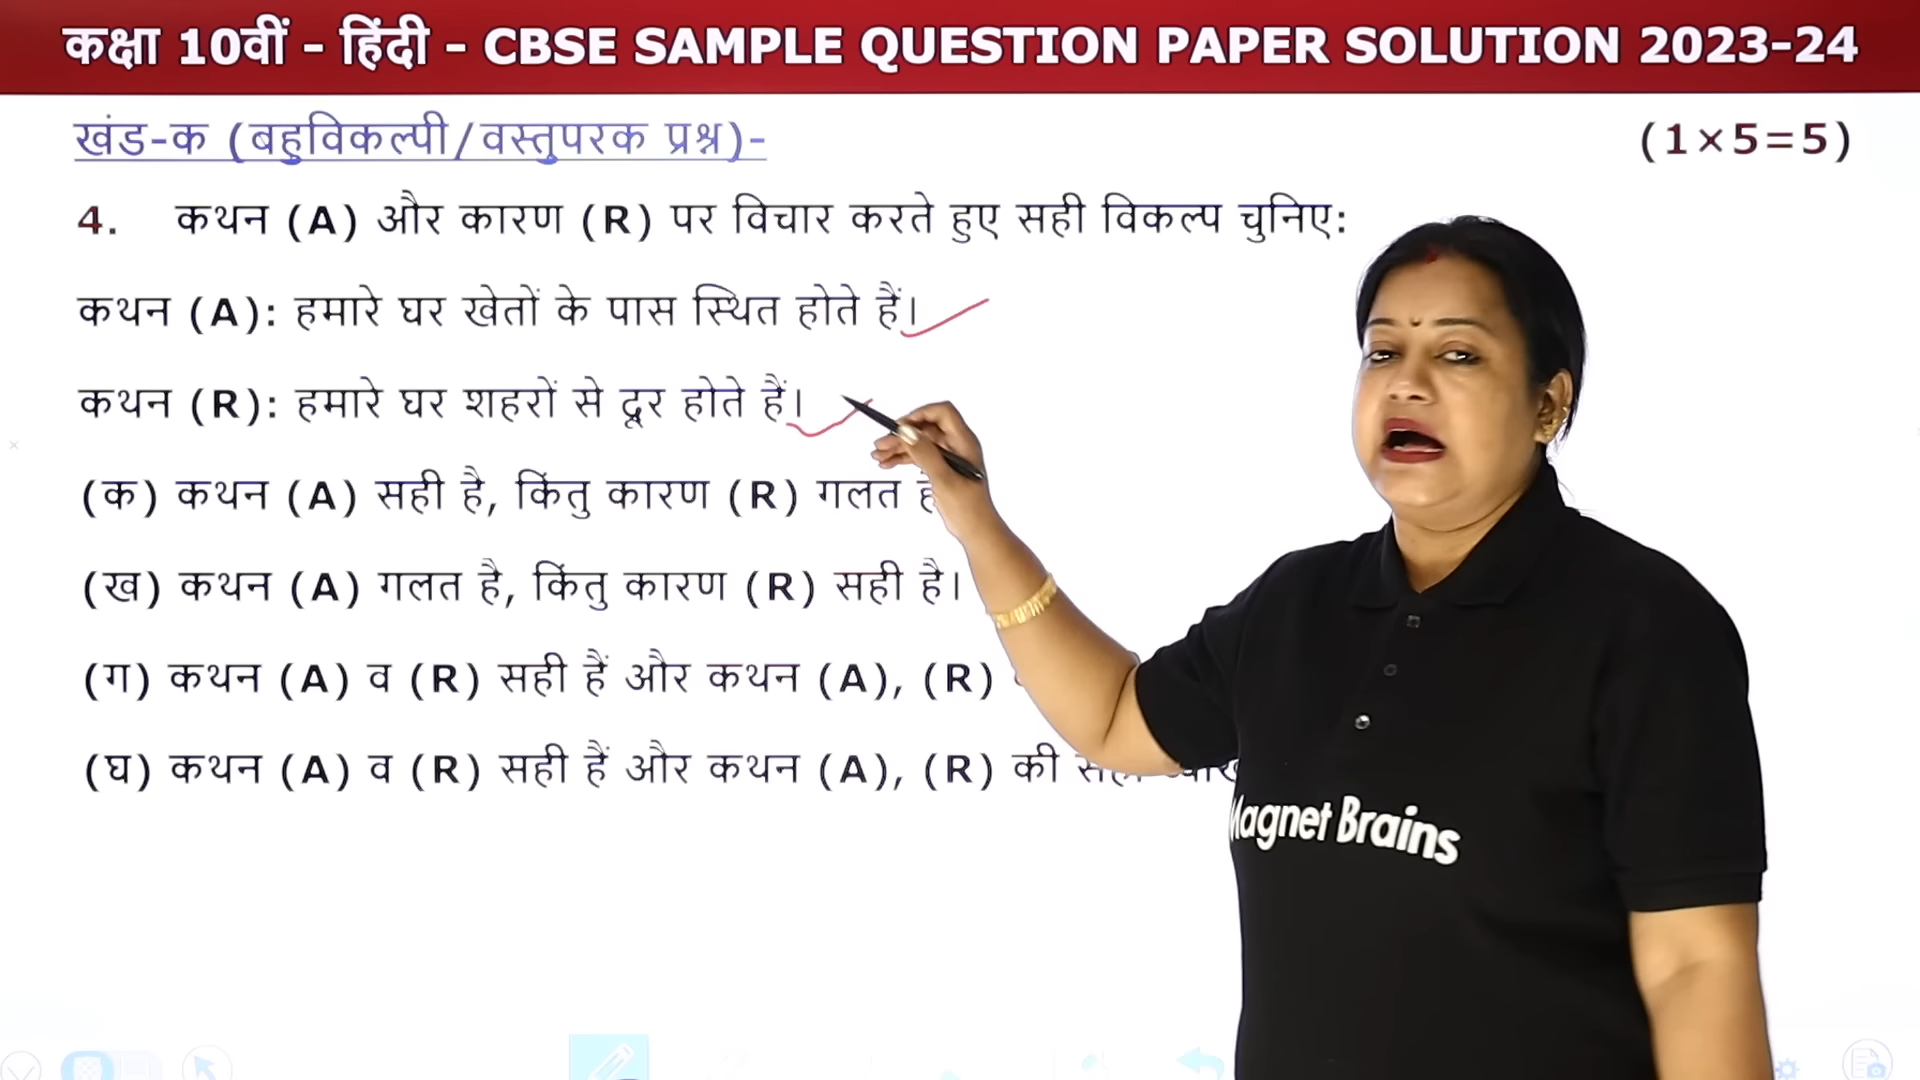 कक्षा 10वीं - हिंदी - CBSE SAMPLE QUESTION PAPER SOLUTION 2023-24
खंड-क (बहुविकल्पी/वस्तुपरक प्रश्न)- (1×5=5)
4. कथन (A) और कारण (R) पर विचार करते हुए सही विकल्प चुनिए:
कथन (A): हमारे घर खेतों के पास स्थित होते हैं।
कथन (R): हमारे घर शहरों से दूर होते हैं।
(क) कथन (A) सही है, किंतु कारण (R) गलत है
(ख) कथन (A) गलत है, किंतु कारण (R) सही है।
(ग) कथन (A) व (R) सही हैं और कथन (A), (R)
(घ) कथन (A) व (R) सही हैं और कथन (A), (R) की
Magnet Brains